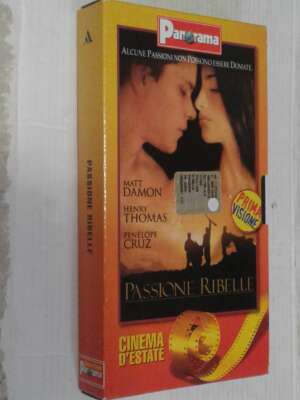 Panorama
ALCUNE PASSIONI NON POSSONO ESSERE DOMATE.
MATT
DAMON
HENRY
THOMAS
PENÉLOPE
CRUZ
PRIMA
VISIONE
PASSIONE RIBELLE
CINEMA
D'ESTATE
PASSIONE RIBELLE
Panorama